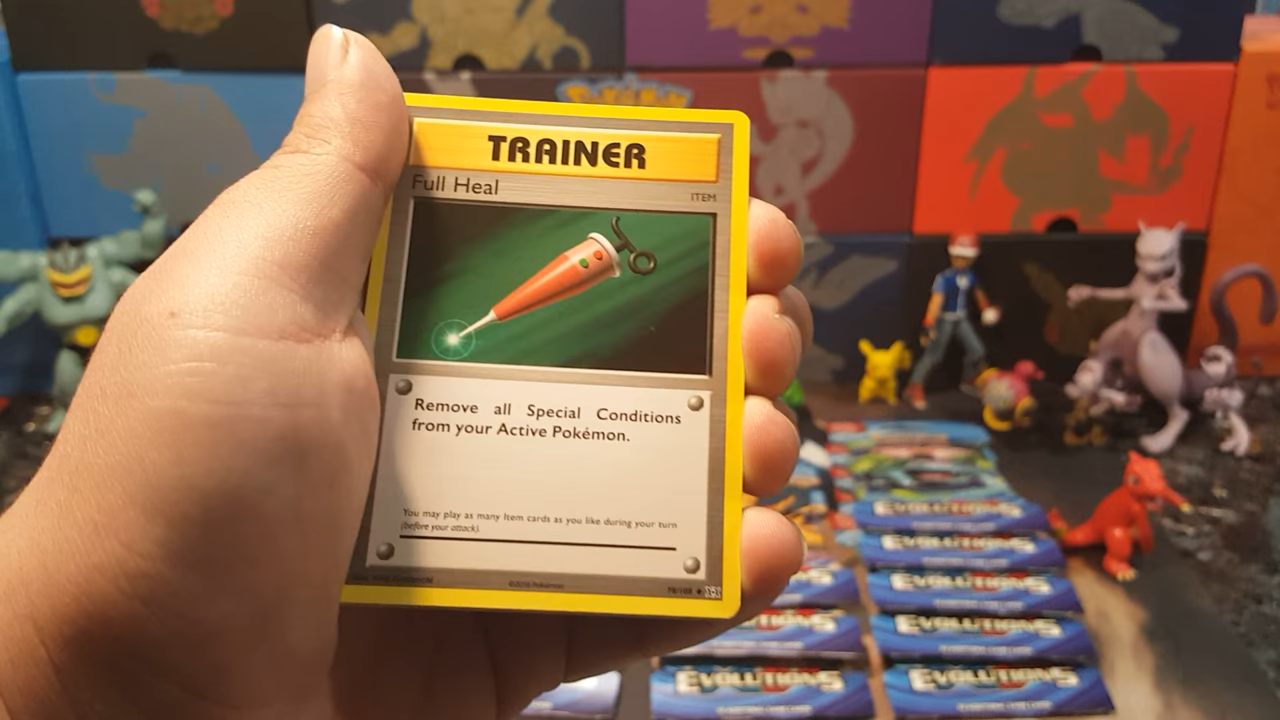 POKéMON
TRAINER
Full Heal
ITEM
Remove all Special Conditions
from your Active Pokémon.
You may play as many Item cards as you like during your turn
(before your attack).
©2016 Pokémon
EVOLUTIONS
EVOLUTIONS
EVOLUTIONS
EVOLUTIONS
EVOLUTIONS
EVOLUTIONS
EVOLUTIONS